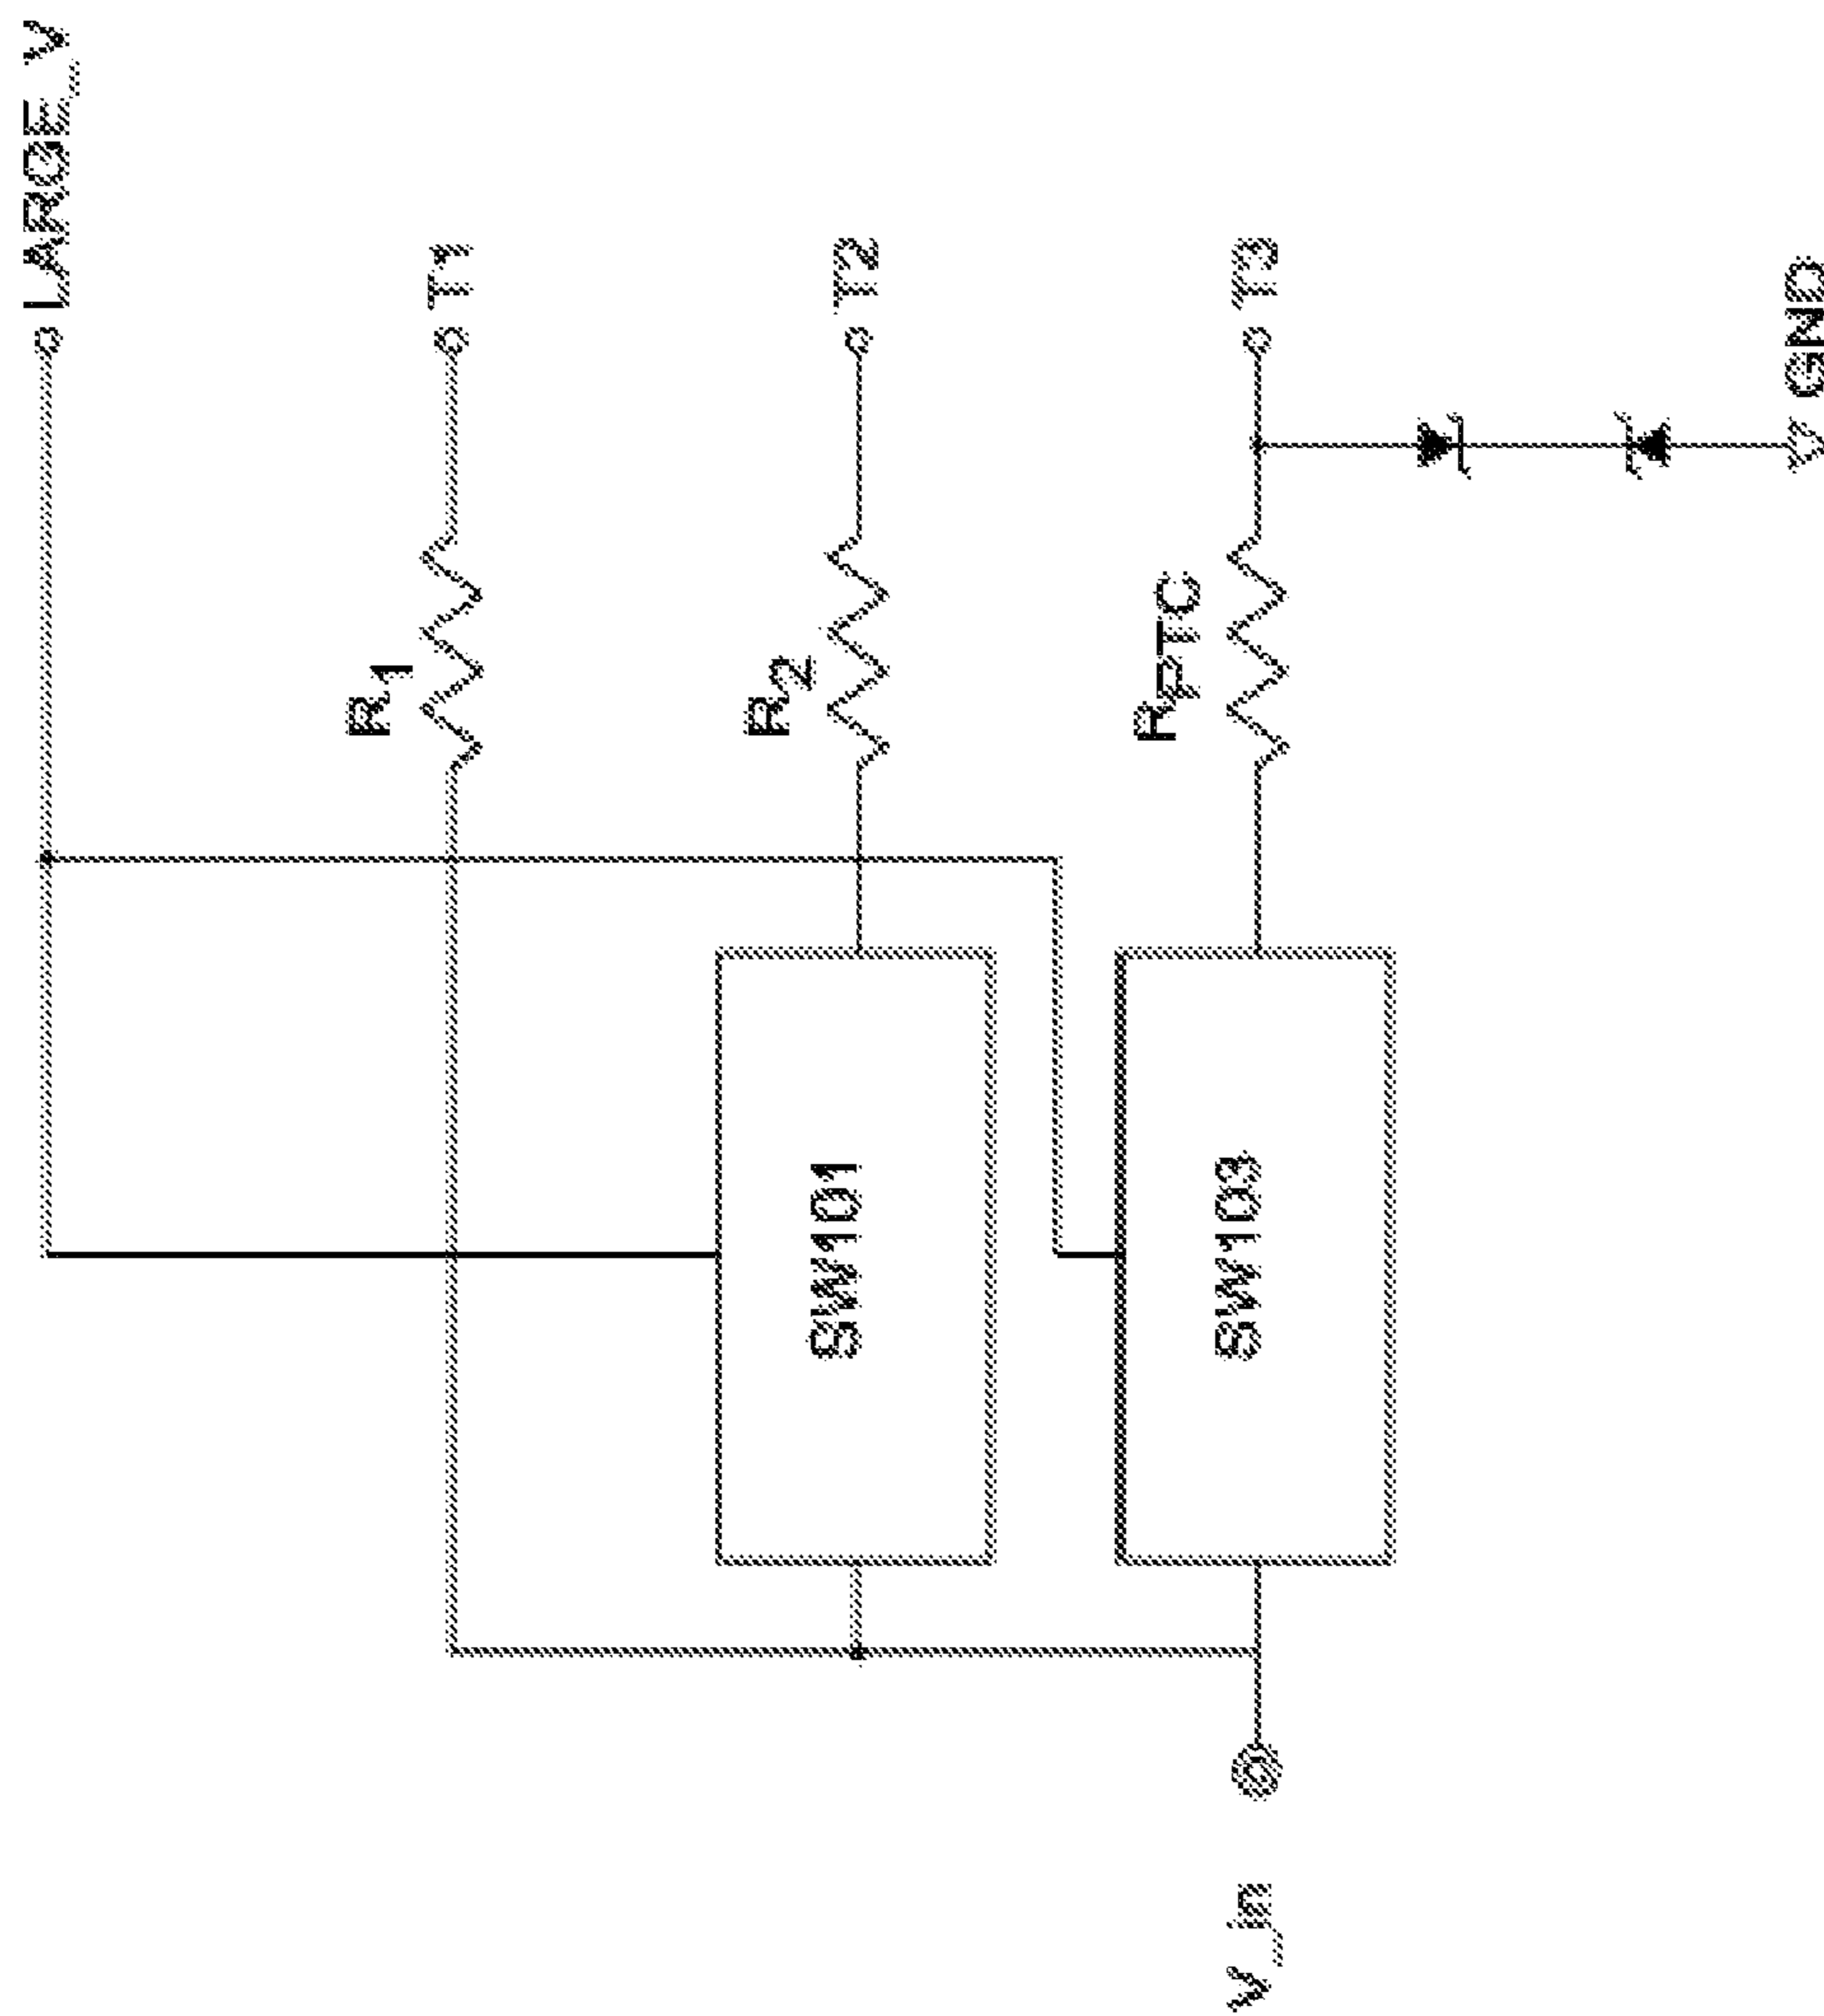 LARGE_V
T1
R1
T2
R2
SW101
T3
RPTC
SW103
V_in
GND